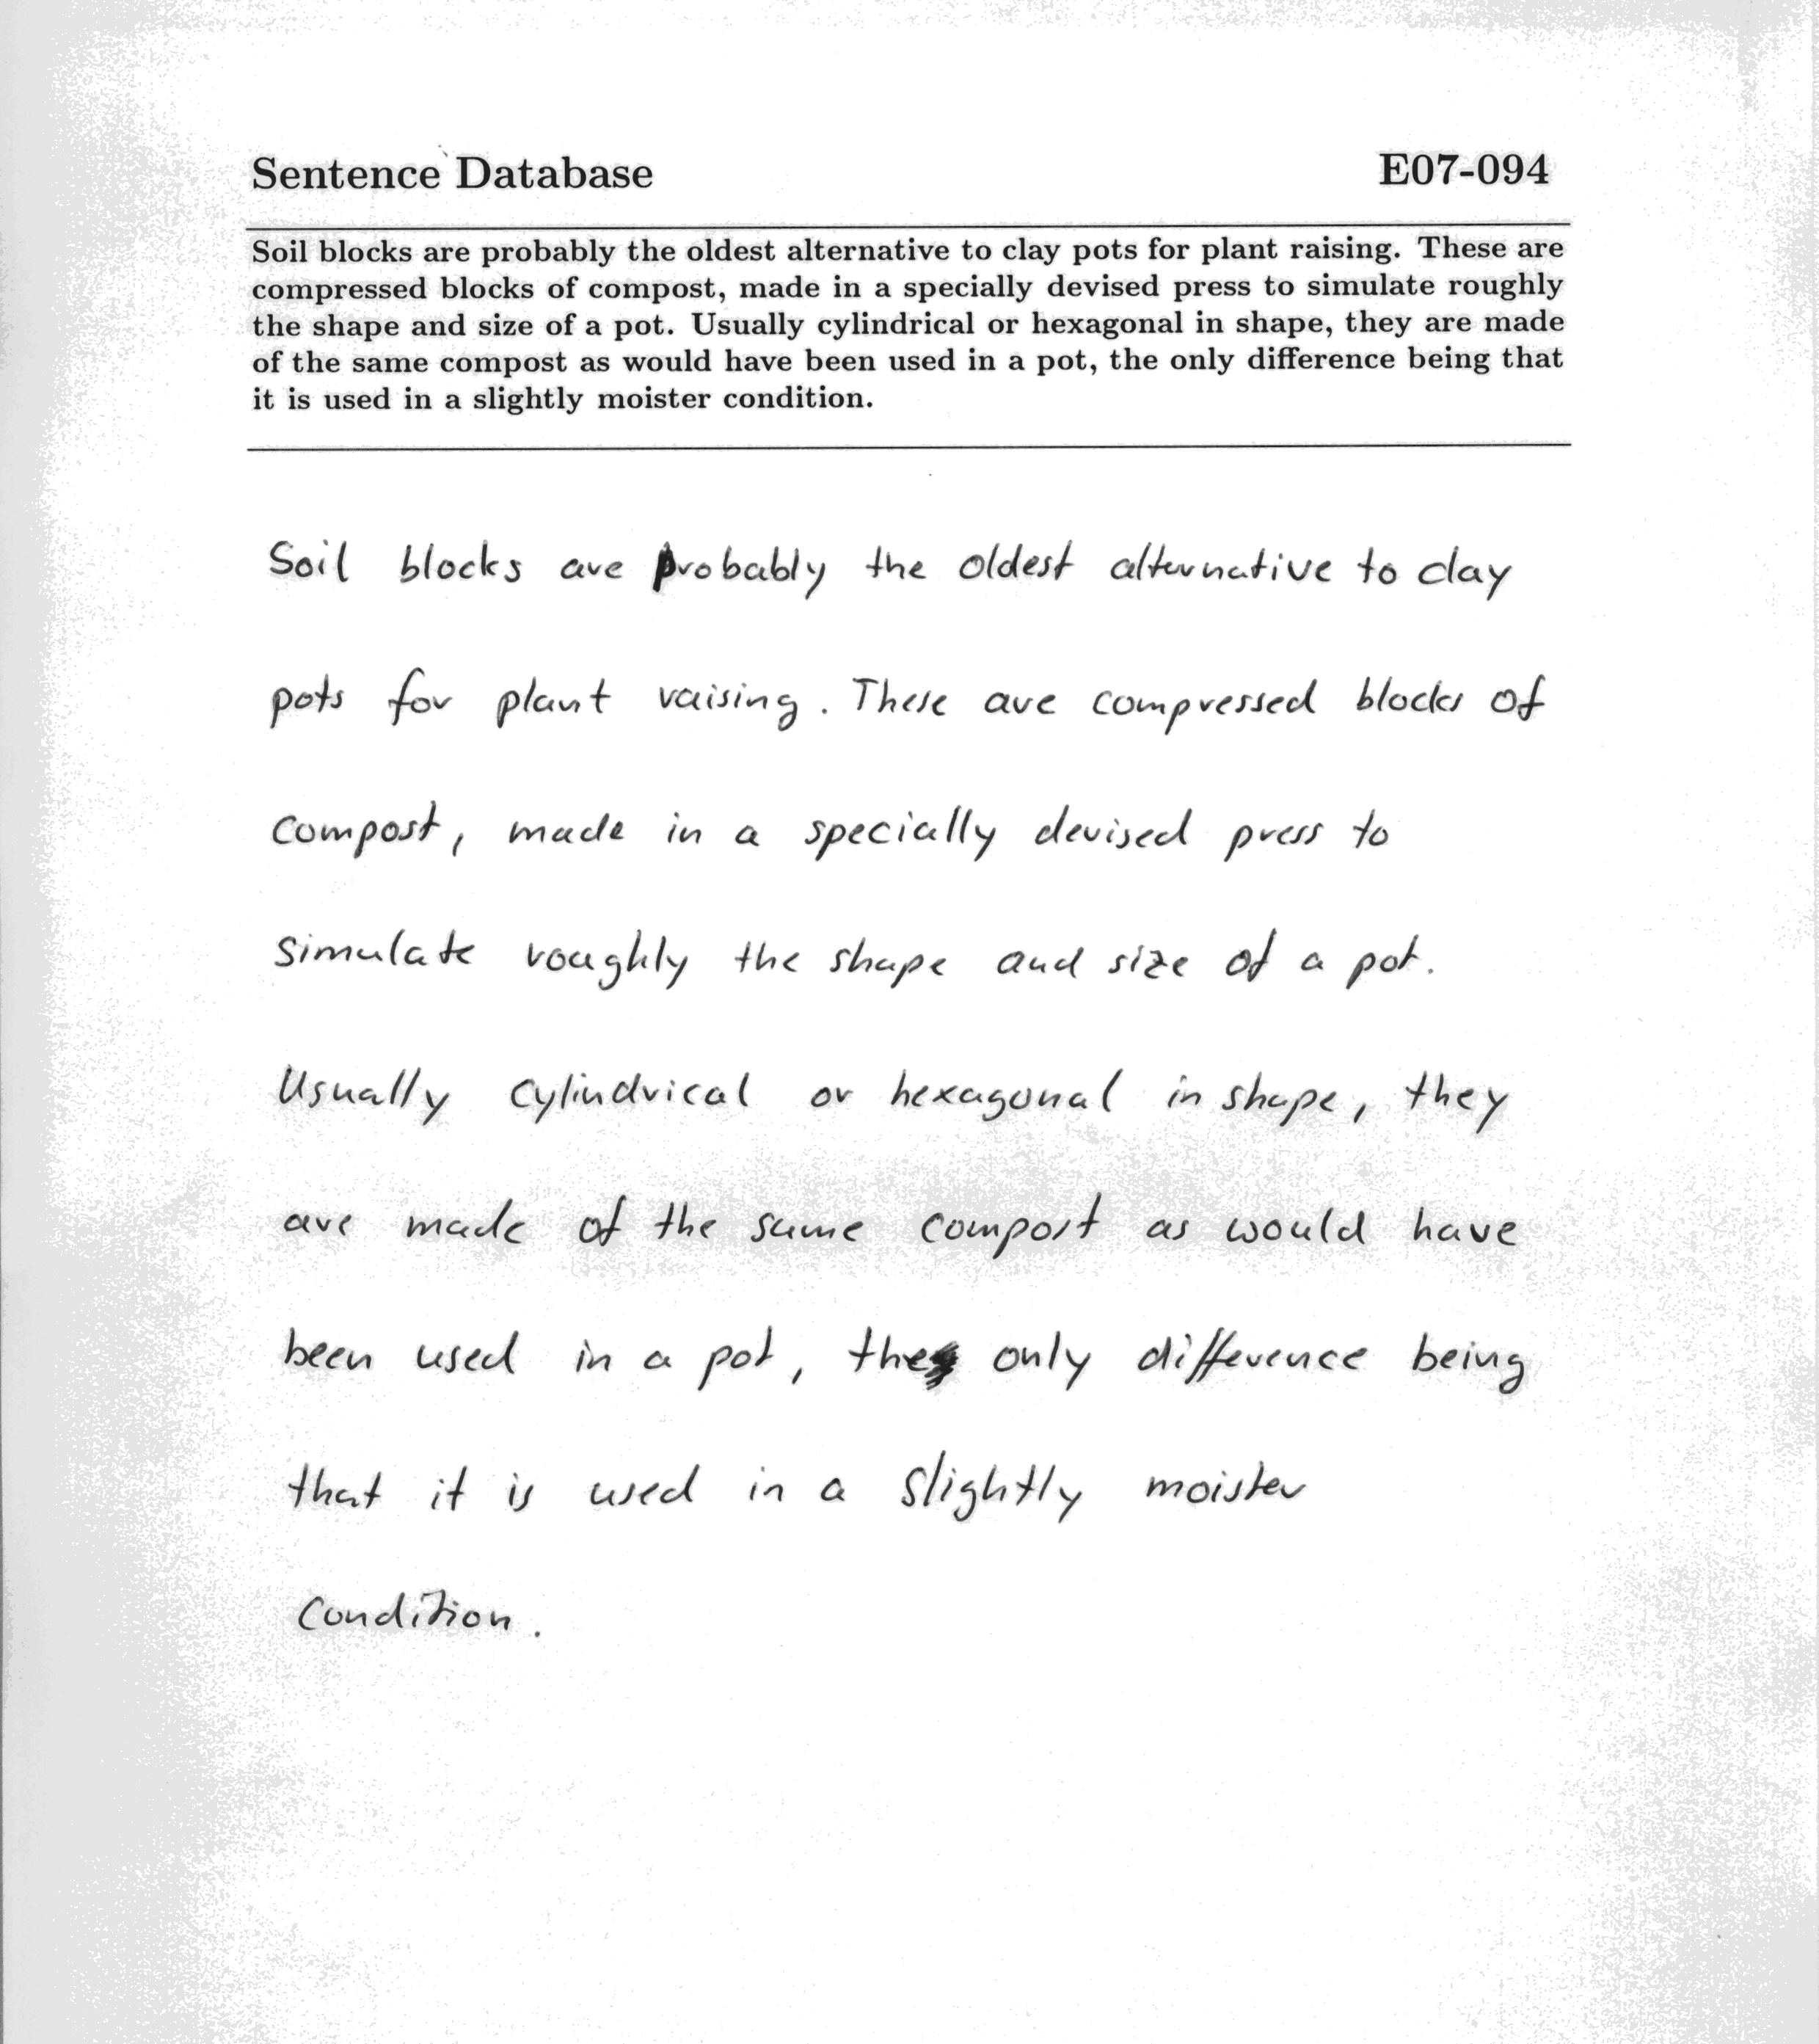 Sentence Database E07-094
Soil blocks are probably the oldest alternative to clay pots for plant raising. These are
compressed blocks of compost, made in a specially devised press to simulate roughly
the shape and size of a pot. Usually cylindrical or hexagonal in shape, they are made
of the same compost as would have been used in a pot, the only difference being that
it is used in a slightly moister condition.
Soil blocks are probably the oldest alternative to clay
pots for plant raising. These are compressed blocks of
compost, made in a specially devised press to
simulate roughly the shape and size of a pot.
Usually cylindrical or hexagonal in shape, they
are made of the same compost as would have
been used in a pot, the only difference being
that it is used in a slightly moister
condition.